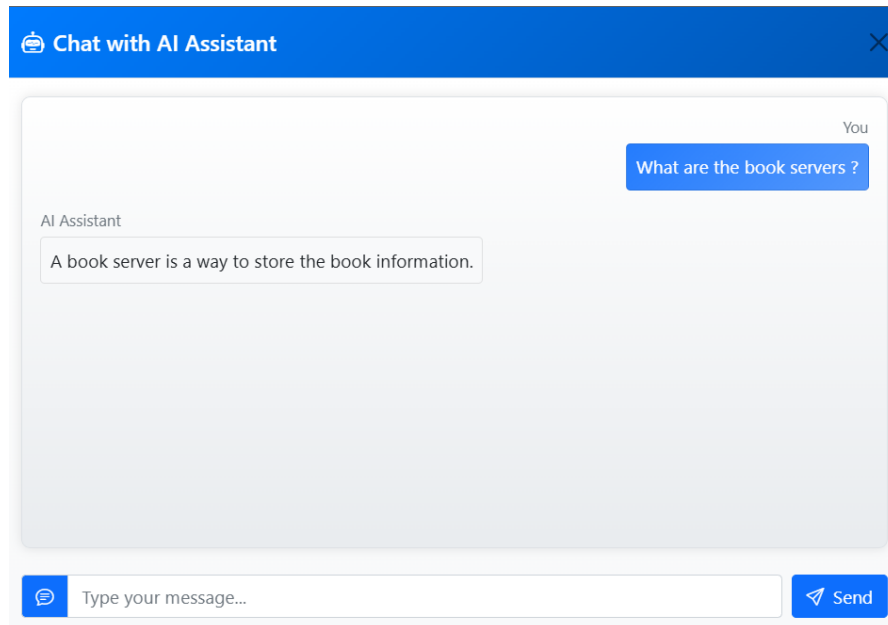 Chat with AI Assistant
You
What are the book servers ?
AI Assistant
A book server is a way to store the book information.
Type your message...
Send